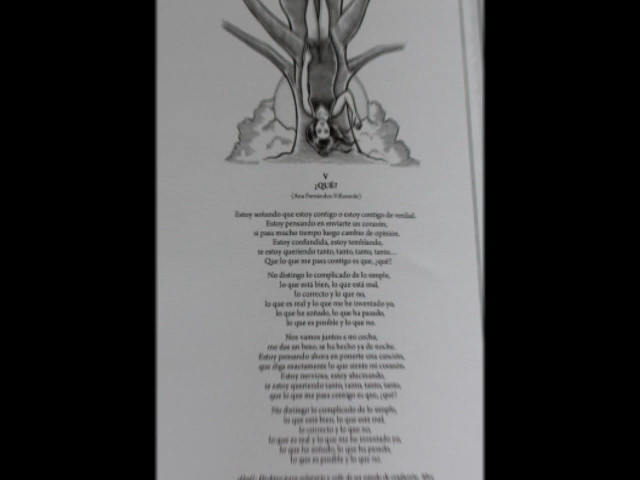 V
¿QUÉ?
(Ana Fernández-Villaverde)
Estoy soñando que estoy contigo o estoy contigo de verdad.
Estoy pensando en enviarte un corazón,
si pasa mucho tiempo luego cambio de opinión.
Estoy confundida, estoy temblando,
te estoy queriendo tanto, tanto, tanto, tanto...
Que lo que me pasa contigo es que, ¿qué?
No distingo lo complicado de lo simple,
lo que está bien, lo que está mal,
lo correcto y lo que no,
lo que es real y lo que me he inventado yo,
lo que he soñado, lo que ha pasado,
lo que es posible y lo que no.
Nos vamos juntos a mi coche,
me das un beso, se ha hecho ya de noche.
Estoy pensando ahora en ponerte una canción,
que diga exactamente lo que siente mi corazón.
Estoy nerviosa, estoy alucinando,
te estoy queriendo tanto, tanto, tanto, tanto,
que lo que me pasa contigo es que, ¿qué?
No distingo lo complicado de lo simple,
lo que está bien, lo que está mal,
lo correcto y lo que no,
lo que es real y lo que me he inventado yo,
lo que he soñado, lo que ha pasado,
lo que es posible y lo que no.